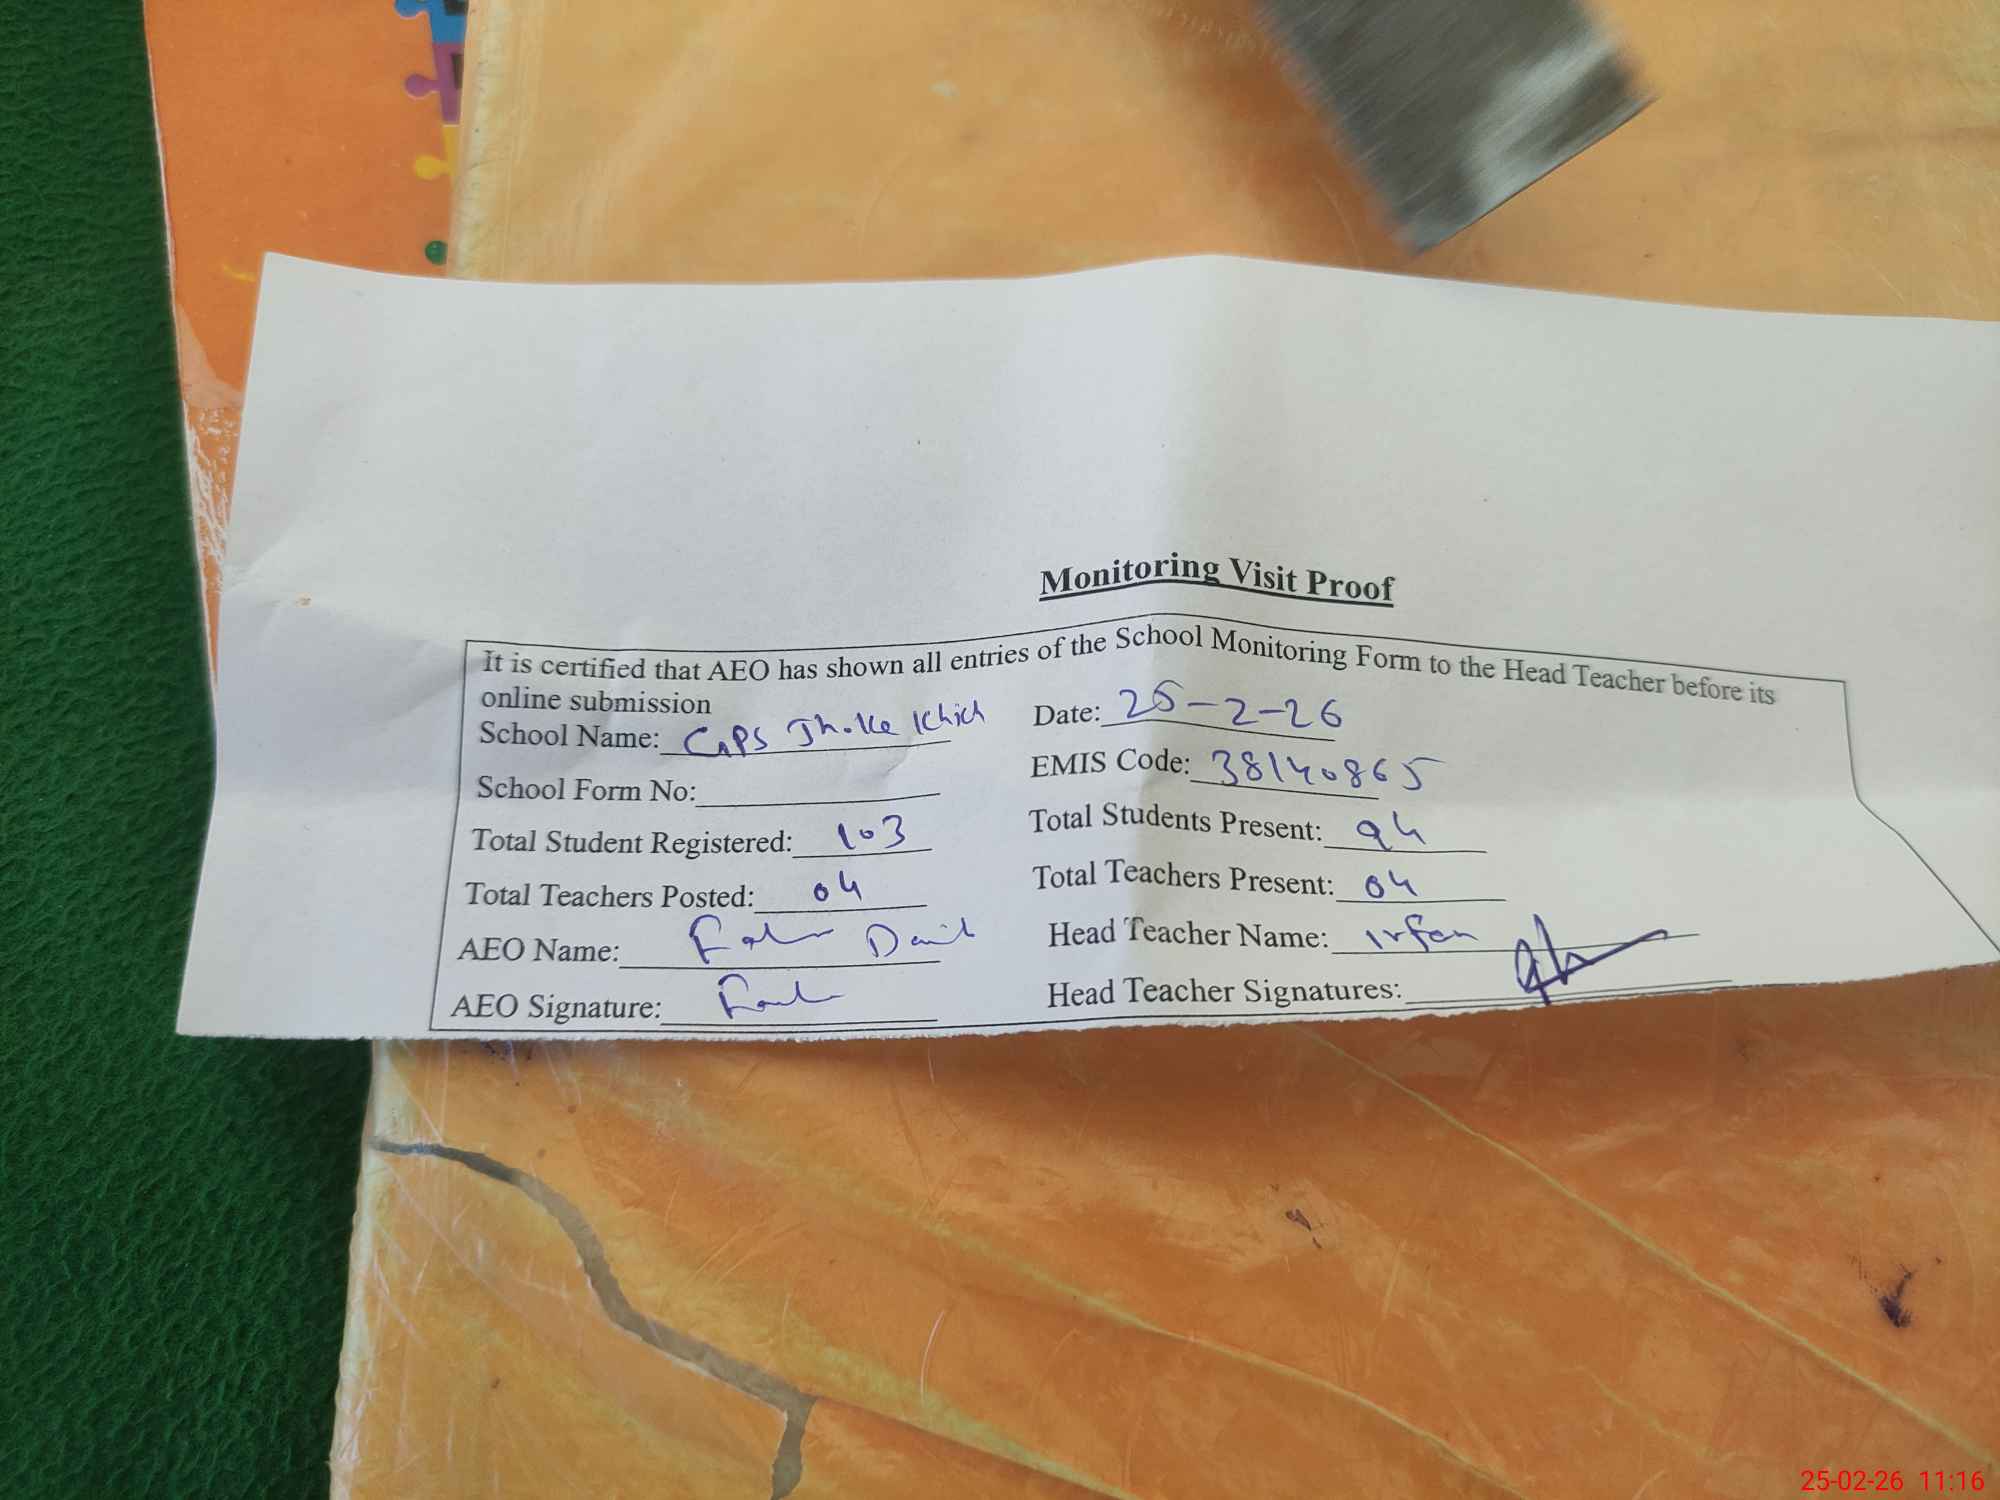 Monitoring Visit Proof
It is certified that AEO has shown all entries of the School Monitoring Form to the Head Teacher before its
online submission
School Name: GPS Jhoke Khich Date: 25-2-26
School Form No: EMIS Code: 38140865
Total Student Registered: 103 Total Students Present: 94
Total Teachers Posted: 04 Total Teachers Present: 04
AEO Name: Head Teacher Name: Irfan
AEO Signature: Head Teacher Signatures:
25-02-26 11:16